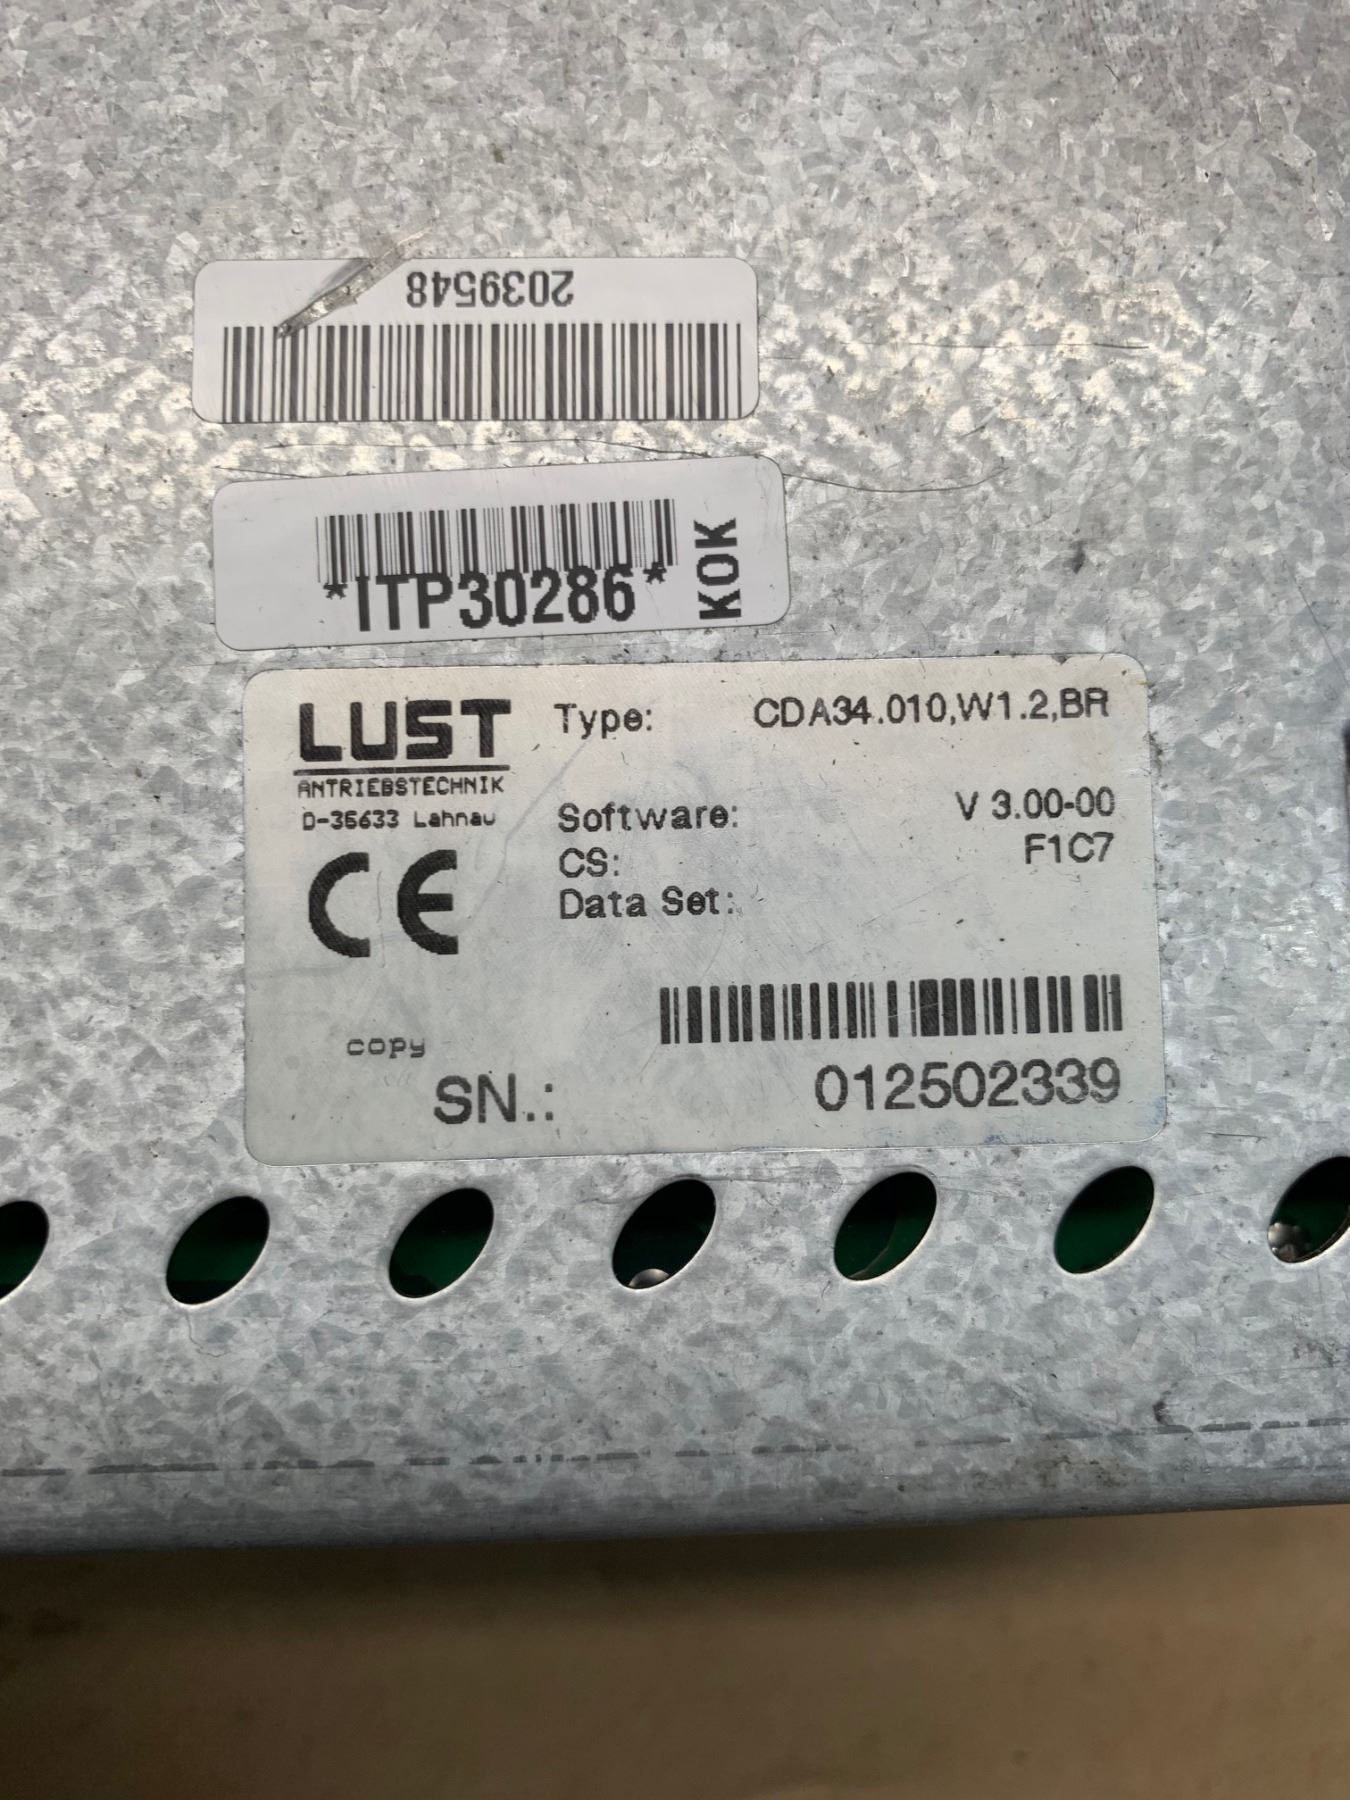 2039548
*ITP30286*
KOK
LUST
ANTRIEBSTECHNIK
D-35633 Lahnau
Type: CDA34.010,W1.2,BR
Software: V 3.00-00
CS: F1C7
Data Set:
CE
copy
SN.: 012502339